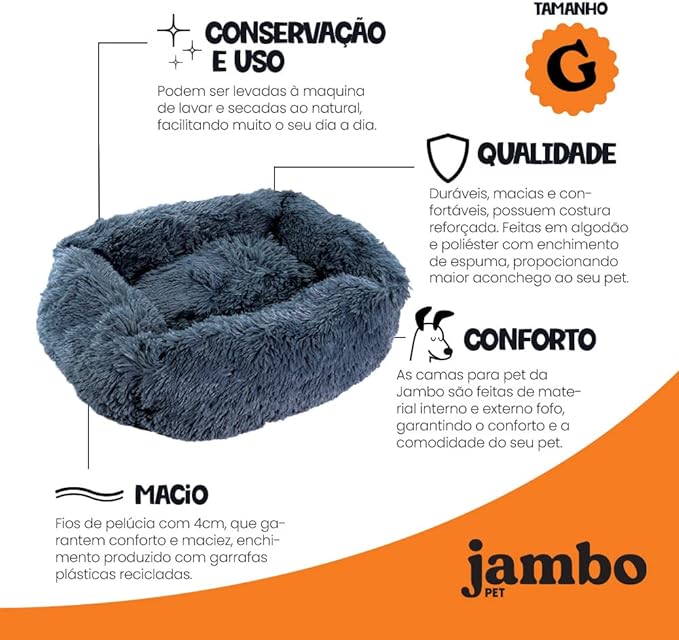 CONSERVAÇÃO
E USO
Podem ser levadas à maquina
de lavar e secadas ao natural,
facilitando muito o seu dia a dia.
TAMANHO
G
QUALIDADE
Duráveis, macias e con-
fortáveis, possuem costura
reforçada. Feitas em algodão
e poliéster com enchimento
de espuma, propocionando
maior aconchego ao seu pet.
CONFORTO
As camas para pet da
Jambo são feitas de mate-
rial interno e externo fofo,
garantindo o conforto e a
comodidade do seu pet.
MACiO
Fios de pelúcia com 4cm, que ga-
rantem conforto e maciez, enchi-
mento produzido com garrafas
plásticas recicladas.
jambo
PET